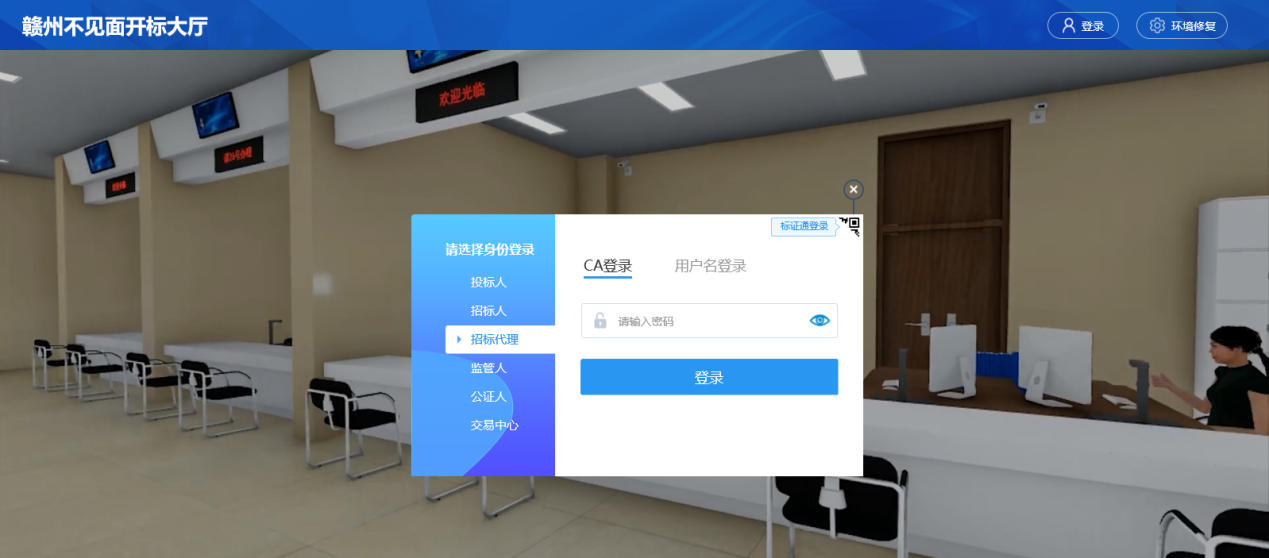 赣州不见面开标大厅
登录
环境修复
欢迎光临
标证通登录
请选择身份登录
投标人
招标人
招标代理
监管人
公证人
交易中心
CA登录
用户名登录
请输入密码
登录